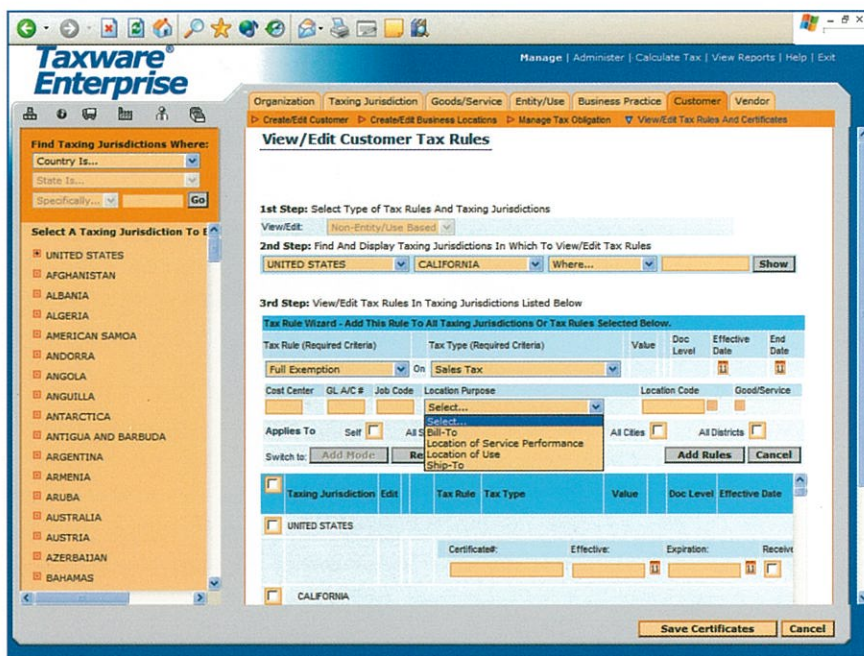 Taxware®
Enterprise
Manage | Administer | Calculate Tax | View Reports | Help | Exit
Organization Taxing Jurisdiction Goods/Service Entity/Use Business Practice Customer Vendor
Create/Edit Customer Create/Edit Business Locations Manage Tax Obligation View/Edit Tax Rules And Certificates
Find Taxing Jurisdictions Where:
Country Is...
State Is...
Specifically... Go
Select A Taxing Jurisdiction To E
UNITED STATES
AFGHANISTAN
ALBANIA
ALGERIA
AMERICAN SAMOA
ANDORRA
ANGOLA
ANGUILLA
ANTARCTICA
ANTIGUA AND BARBUDA
ARGENTINA
ARMENIA
ARUBA
AUSTRALIA
AUSTRIA
AZERBAIJAN
BAHAMAS
View/Edit Customer Tax Rules
1st Step: Select Type of Tax Rules And Taxing Jurisdictions
View/Edit: Non-Entity/Use Based
2nd Step: Find And Display Taxing Jurisdictions In Which To View/Edit Tax Rules
UNITED STATES CALIFORNIA Where... Show
3rd Step: View/Edit Tax Rules In Taxing Jurisdictions Listed Below
Tax Rule Wizard - Add This Rule To All Taxing Jurisdictions Or Tax Rules Selected Below.
Tax Rule (Required Criteria) Tax Type (Required Criteria) Value Doc Level Effective Date End Date
Full Exemption On Sales Tax
Cost Center GL A/C # Job Code Location Purpose Location Code Good/Service
Select...
Select...
Bill-To
Location of Service Performance
Location of Use
Ship-To
Applies To Self All S All Cities All Districts
Switch to: Add Mode Re Add Rules Cancel
Taxing Jurisdiction Edit Tax Rule Tax Type Value Doc Level Effective Date
UNITED STATES
Certificate#: Effective: Expiration: Receive
CALIFORNIA
Save Certificates Cancel